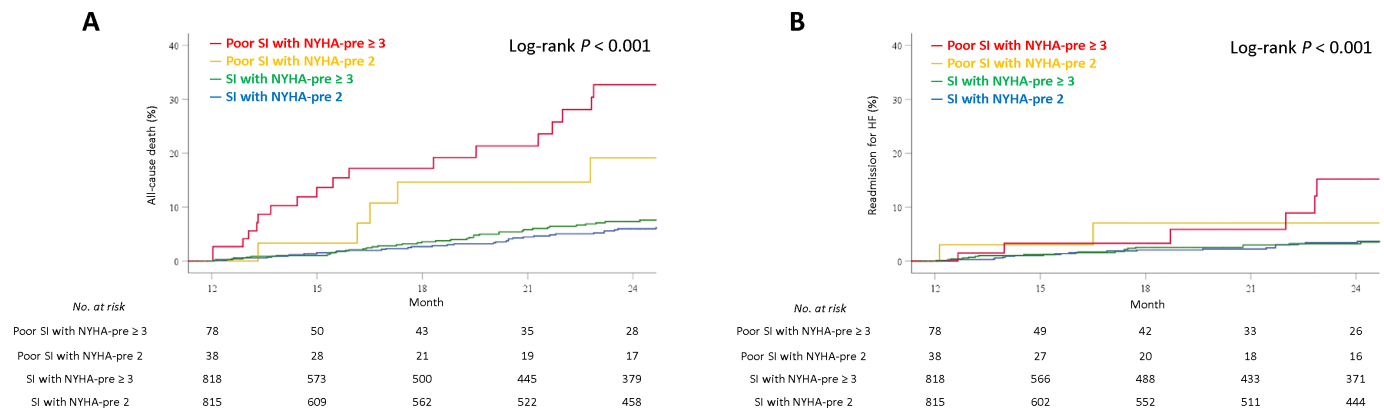 A
Log-rank P < 0.001
Poor SI with NYHA-pre ≥ 3
Poor SI with NYHA-pre 2
SI with NYHA-pre ≥ 3
SI with NYHA-pre 2
All-cause death (%)
40
30
20
10
0
12 15 18 21 24
Month
No. at risk
Poor SI with NYHA-pre ≥ 3 78 50 43 35 28
Poor SI with NYHA-pre 2 38 28 21 19 17
SI with NYHA-pre ≥ 3 818 573 500 445 379
SI with NYHA-pre 2 815 609 562 522 458
B
Log-rank P < 0.001
Poor SI with NYHA-pre ≥ 3
Poor SI with NYHA-pre 2
SI with NYHA-pre ≥ 3
SI with NYHA-pre 2
Readmission for HF (%)
40
30
20
10
0
12 15 18 21 24
Month
No. at risk
Poor SI with NYHA-pre ≥ 3 78 49 42 33 26
Poor SI with NYHA-pre 2 38 27 20 18 16
SI with NYHA-pre ≥ 3 818 566 488 433 371
SI with NYHA-pre 2 815 602 552 511 444